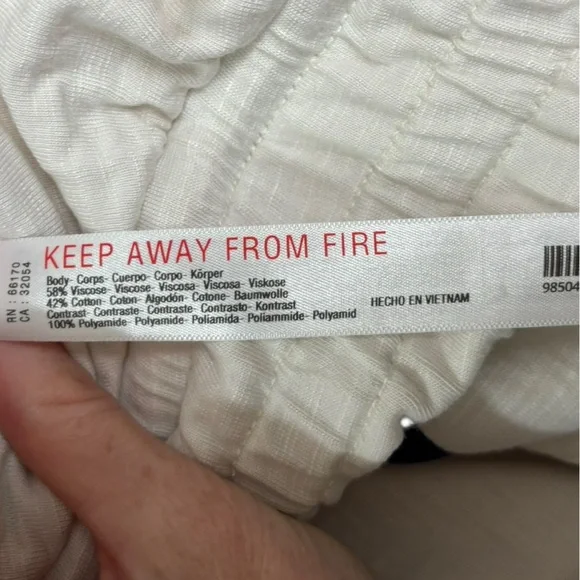 RN : 66170
CA : 32054
KEEP AWAY FROM FIRE
Body- Corps- Cuerpo- Corpo- Körper
58% Viscose- Viscose- Viscosa- Viscosa- Viskose
42% Cotton- Coton- Algodón- Cotone- Baumwolle
Contrast- Contraste- Contraste- Contrasto- Kontrast
100% Polyamide- Polyamide- Poliamida- Poliammide- Polyamid
HECHO EN VIETNAM
98504